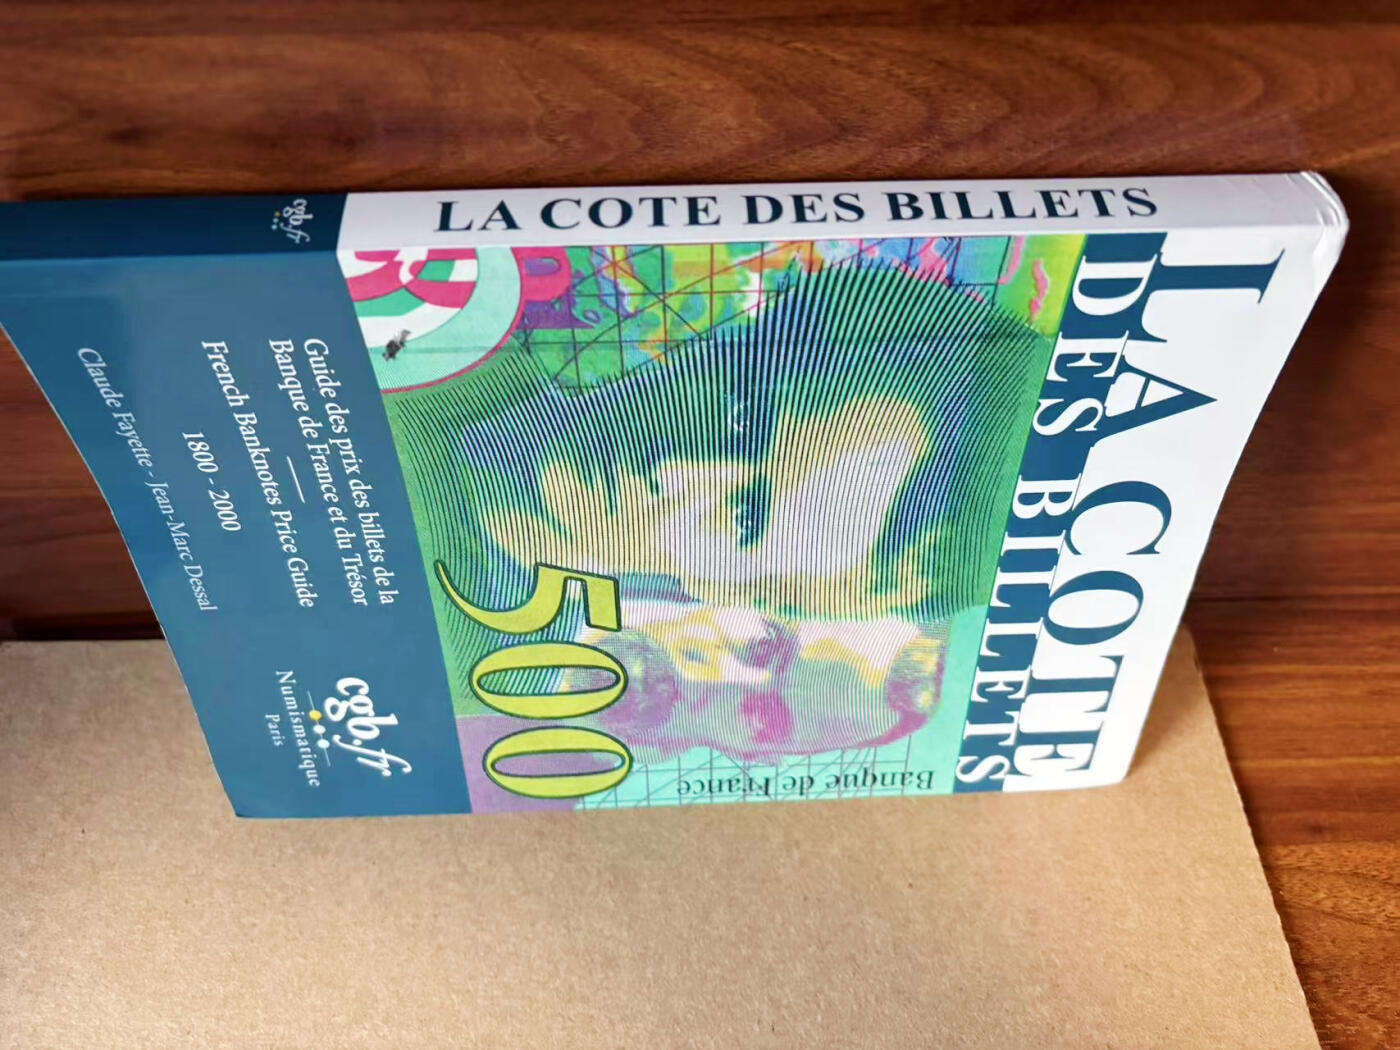 LA COTE DES BILLETS
cgb.fr
LA COTE
DES BILLETS
Banque de France
500
Guide des prix des billets de la
Banque de France et du Trésor
French Banknotes Price Guide
1800 - 2000
Claude Fayette - Jean-Marc Dessal
cgb.fr
Numismatique
Paris